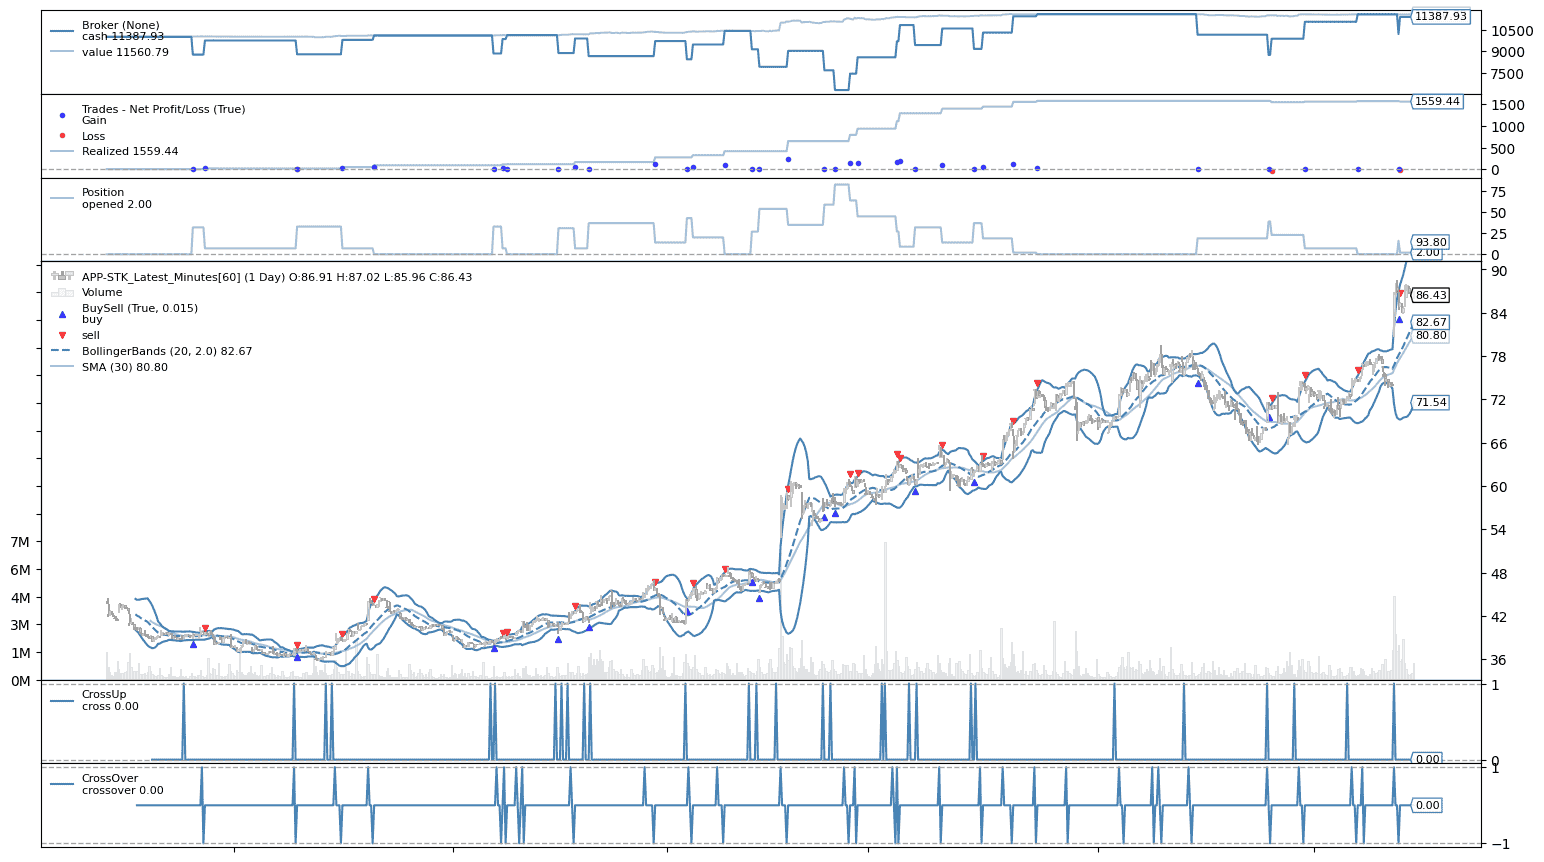 Broker (None)
cash 11387.93
value 11560.79
11387.93
10500
9000
7500
Trades - Net Profit/Loss (True)
Gain
Loss
Realized 1559.44
1559.44
1500
1000
500
0
Position
opened 2.00
75
50
25
0
93.80
2.00
APP-STK_Latest_Minutes[60] (1 Day) O:86.91 H:87.02 L:85.96 C:86.43
Volume
BuySell (True, 0.015)
buy
sell
BollingerBands (20, 2.0) 82.67
SMA (30) 80.80
90
86.43
84
82.67
80.80
78
72
71.54
66
60
54
48
42
36
7M
6M
4M
3M
1M
0M
CrossUp
cross 0.00
1
0.00
0
CrossOver
crossover 0.00
1
0.00
−1